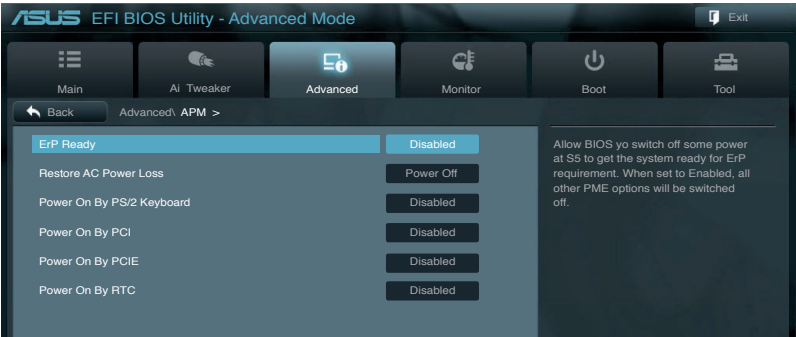 ASUS EFI BIOS Utility - Advanced Mode
Exit
Main
Ai Tweaker
Advanced
Monitor
Boot
Tool
Back
Advanced\ APM >
ErP Ready Disabled
Restore AC Power Loss Power Off
Power On By PS/2 Keyboard Disabled
Power On By PCI Disabled
Power On By PCIE Disabled
Power On By RTC Disabled
Allow BIOS yo switch off some power
at S5 to get the system ready for ErP
requirement. When set to Enabled, all
other PME options will be switched
off.